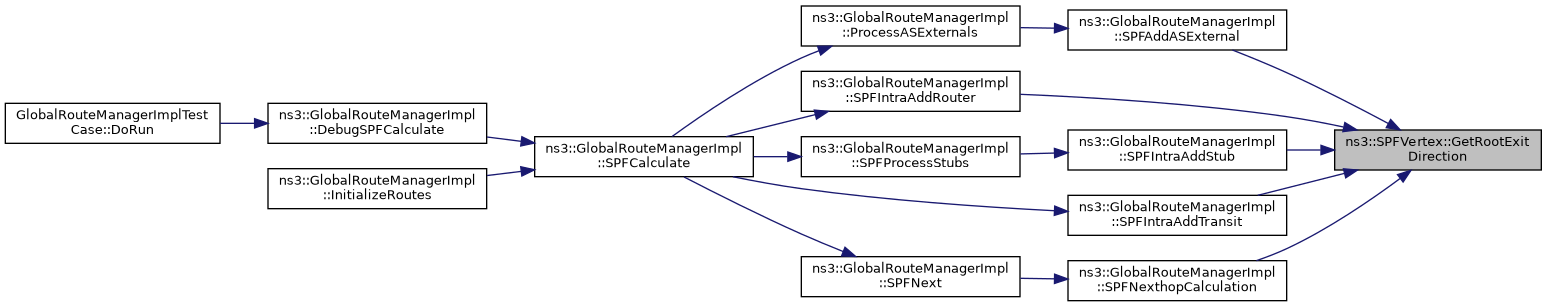 GlobalRouteManagerImplTest
Case::DoRun
ns3::GlobalRouteManagerImpl
::DebugSPFCalculate
ns3::GlobalRouteManagerImpl
::InitializeRoutes
ns3::GlobalRouteManagerImpl
::SPFCalculate
ns3::GlobalRouteManagerImpl
::ProcessASExternals
ns3::GlobalRouteManagerImpl
::SPFIntraAddRouter
ns3::GlobalRouteManagerImpl
::SPFProcessStubs
ns3::GlobalRouteManagerImpl
::SPFNext
ns3::GlobalRouteManagerImpl
::SPFAddASExternal
ns3::GlobalRouteManagerImpl
::SPFIntraAddStub
ns3::GlobalRouteManagerImpl
::SPFIntraAddTransit
ns3::GlobalRouteManagerImpl
::SPFNexthopCalculation
ns3::SPFVertex::GetRootExit
Direction